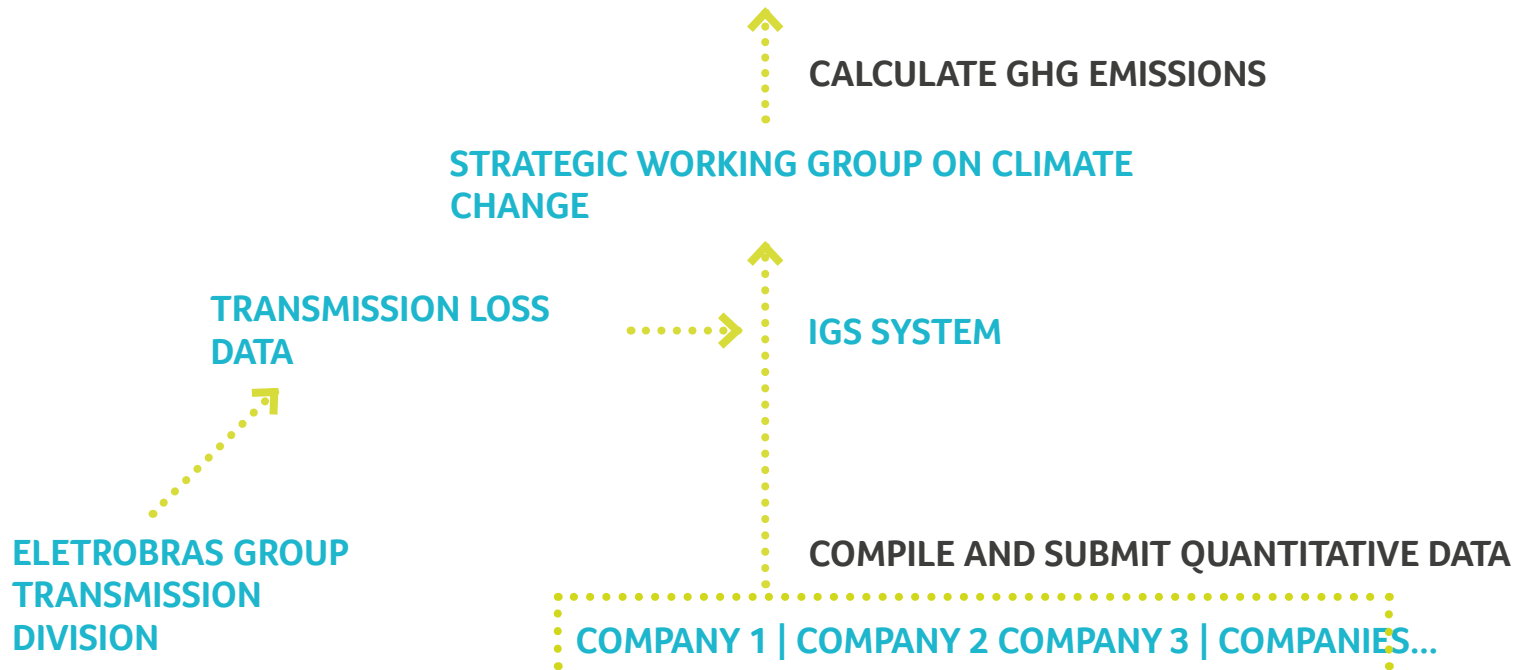 CALCULATE GHG EMISSIONS
STRATEGIC WORKING GROUP ON CLIMATE
CHANGE
TRANSMISSION LOSS
DATA
IGS SYSTEM
ELETROBRAS GROUP
TRANSMISSION
DIVISION
COMPILE AND SUBMIT QUANTITATIVE DATA
COMPANY 1 | COMPANY 2 COMPANY 3 | COMPANIES...